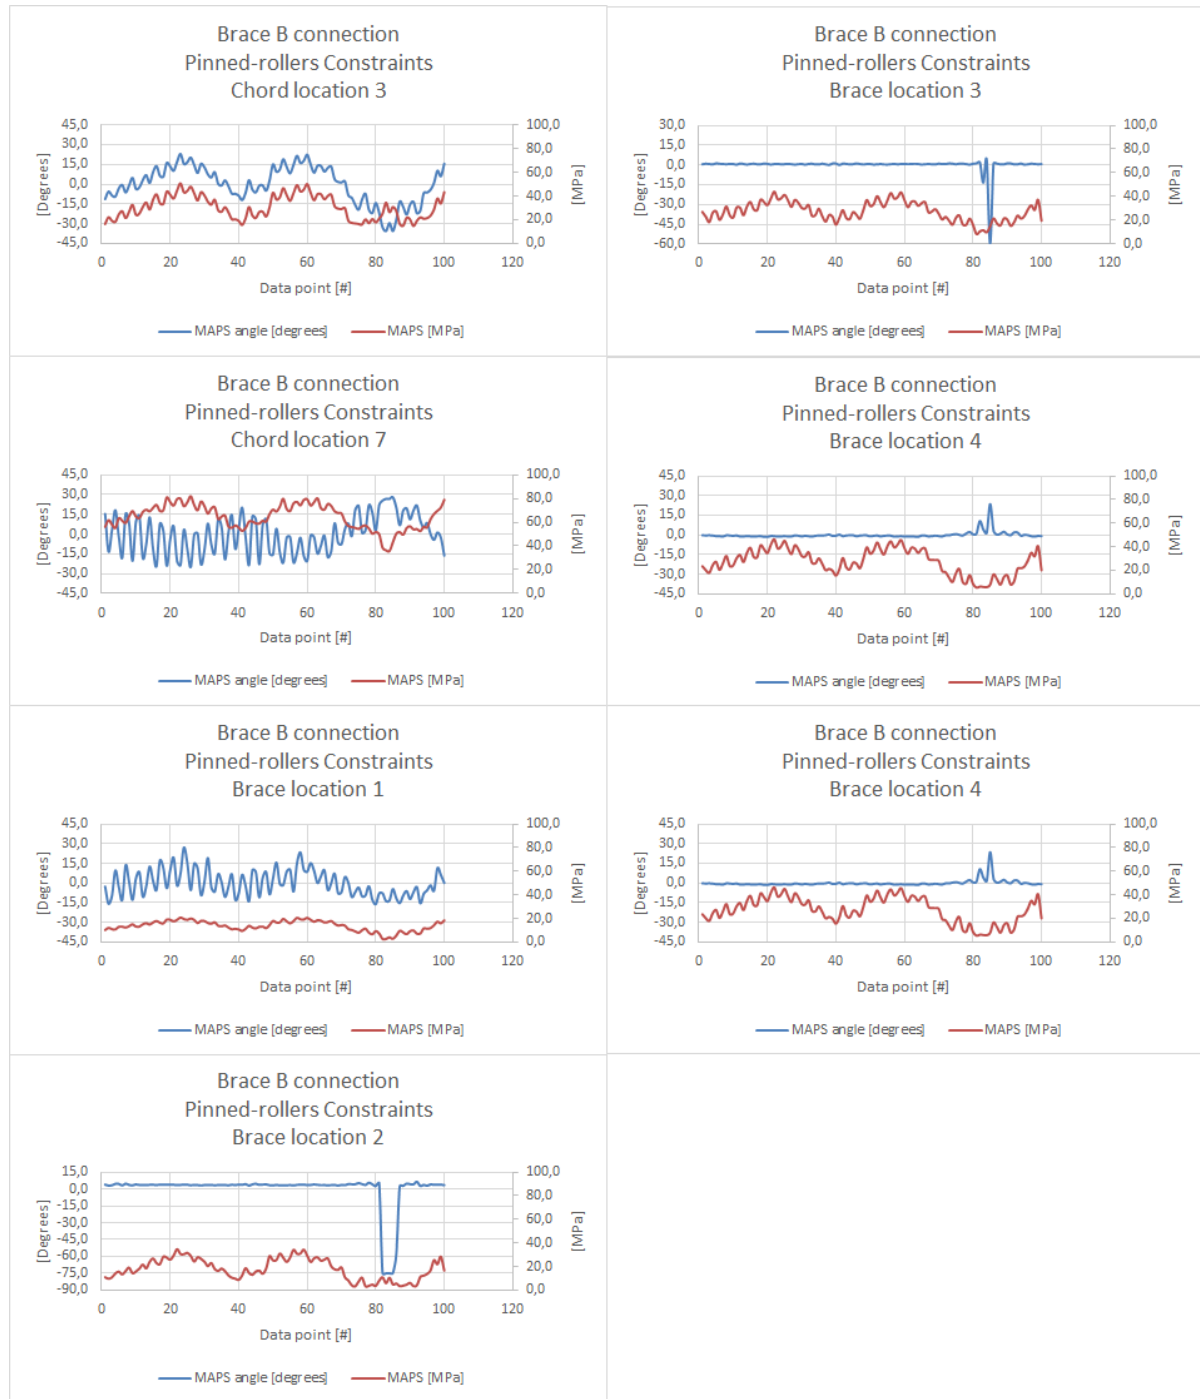 Brace B connection
Pinned-rollers Constraints
Chord location 3
45,0
30,0
15,0
0,0
-15,0
-30,0
-45,0
[Degrees]
100,0
80,0
60,0
40,0
20,0
0,0
[MPa]
0 20 40 60 80 100 120
Data point [#]
MAPS angle [degrees] MAPS [MPa]
Brace B connection
Pinned-rollers Constraints
Brace location 3
30,0
15,0
0,0
-15,0
-30,0
-45,0
-60,0
[Degrees]
100,0
80,0
60,0
40,0
20,0
0,0
[MPa]
0 20 40 60 80 100 120
Data point [#]
MAPS angle [degrees] MAPS [MPa]
Brace B connection
Pinned-rollers Constraints
Chord location 7
45,0
30,0
15,0
0,0
-15,0
-30,0
-45,0
[Degrees]
100,0
80,0
60,0
40,0
20,0
0,0
[MPa]
0 20 40 60 80 100 120
Data point [#]
MAPS angle [degrees] MAPS [MPa]
Brace B connection
Pinned-rollers Constraints
Brace location 4
45,0
30,0
15,0
0,0
-15,0
-30,0
-45,0
[Degrees]
100,0
80,0
60,0
40,0
20,0
0,0
[MPa]
0 20 40 60 80 100 120
Data point [#]
MAPS angle [degrees] MAPS [MPa]
Brace B connection
Pinned-rollers Constraints
Brace location 1
45,0
30,0
15,0
0,0
-15,0
-30,0
-45,0
[Degrees]
100,0
80,0
60,0
40,0
20,0
0,0
[MPa]
0 20 40 60 80 100 120
Data point [#]
MAPS angle [degrees] MAPS [MPa]
Brace B connection
Pinned-rollers Constraints
Brace location 4
45,0
30,0
15,0
0,0
-15,0
-30,0
-45,0
[Degrees]
100,0
80,0
60,0
40,0
20,0
0,0
[MPa]
0 20 40 60 80 100 120
Data point [#]
MAPS angle [degrees] MAPS [MPa]
Brace B connection
Pinned-rollers Constraints
Brace location 2
15,0
0,0
-15,0
-30,0
-45,0
-60,0
-75,0
-90,0
[Degrees]
100,0
80,0
60,0
40,0
20,0
0,0
[MPa]
0 20 40 60 80 100 120
Data point [#]
MAPS angle [degrees] MAPS [MPa]